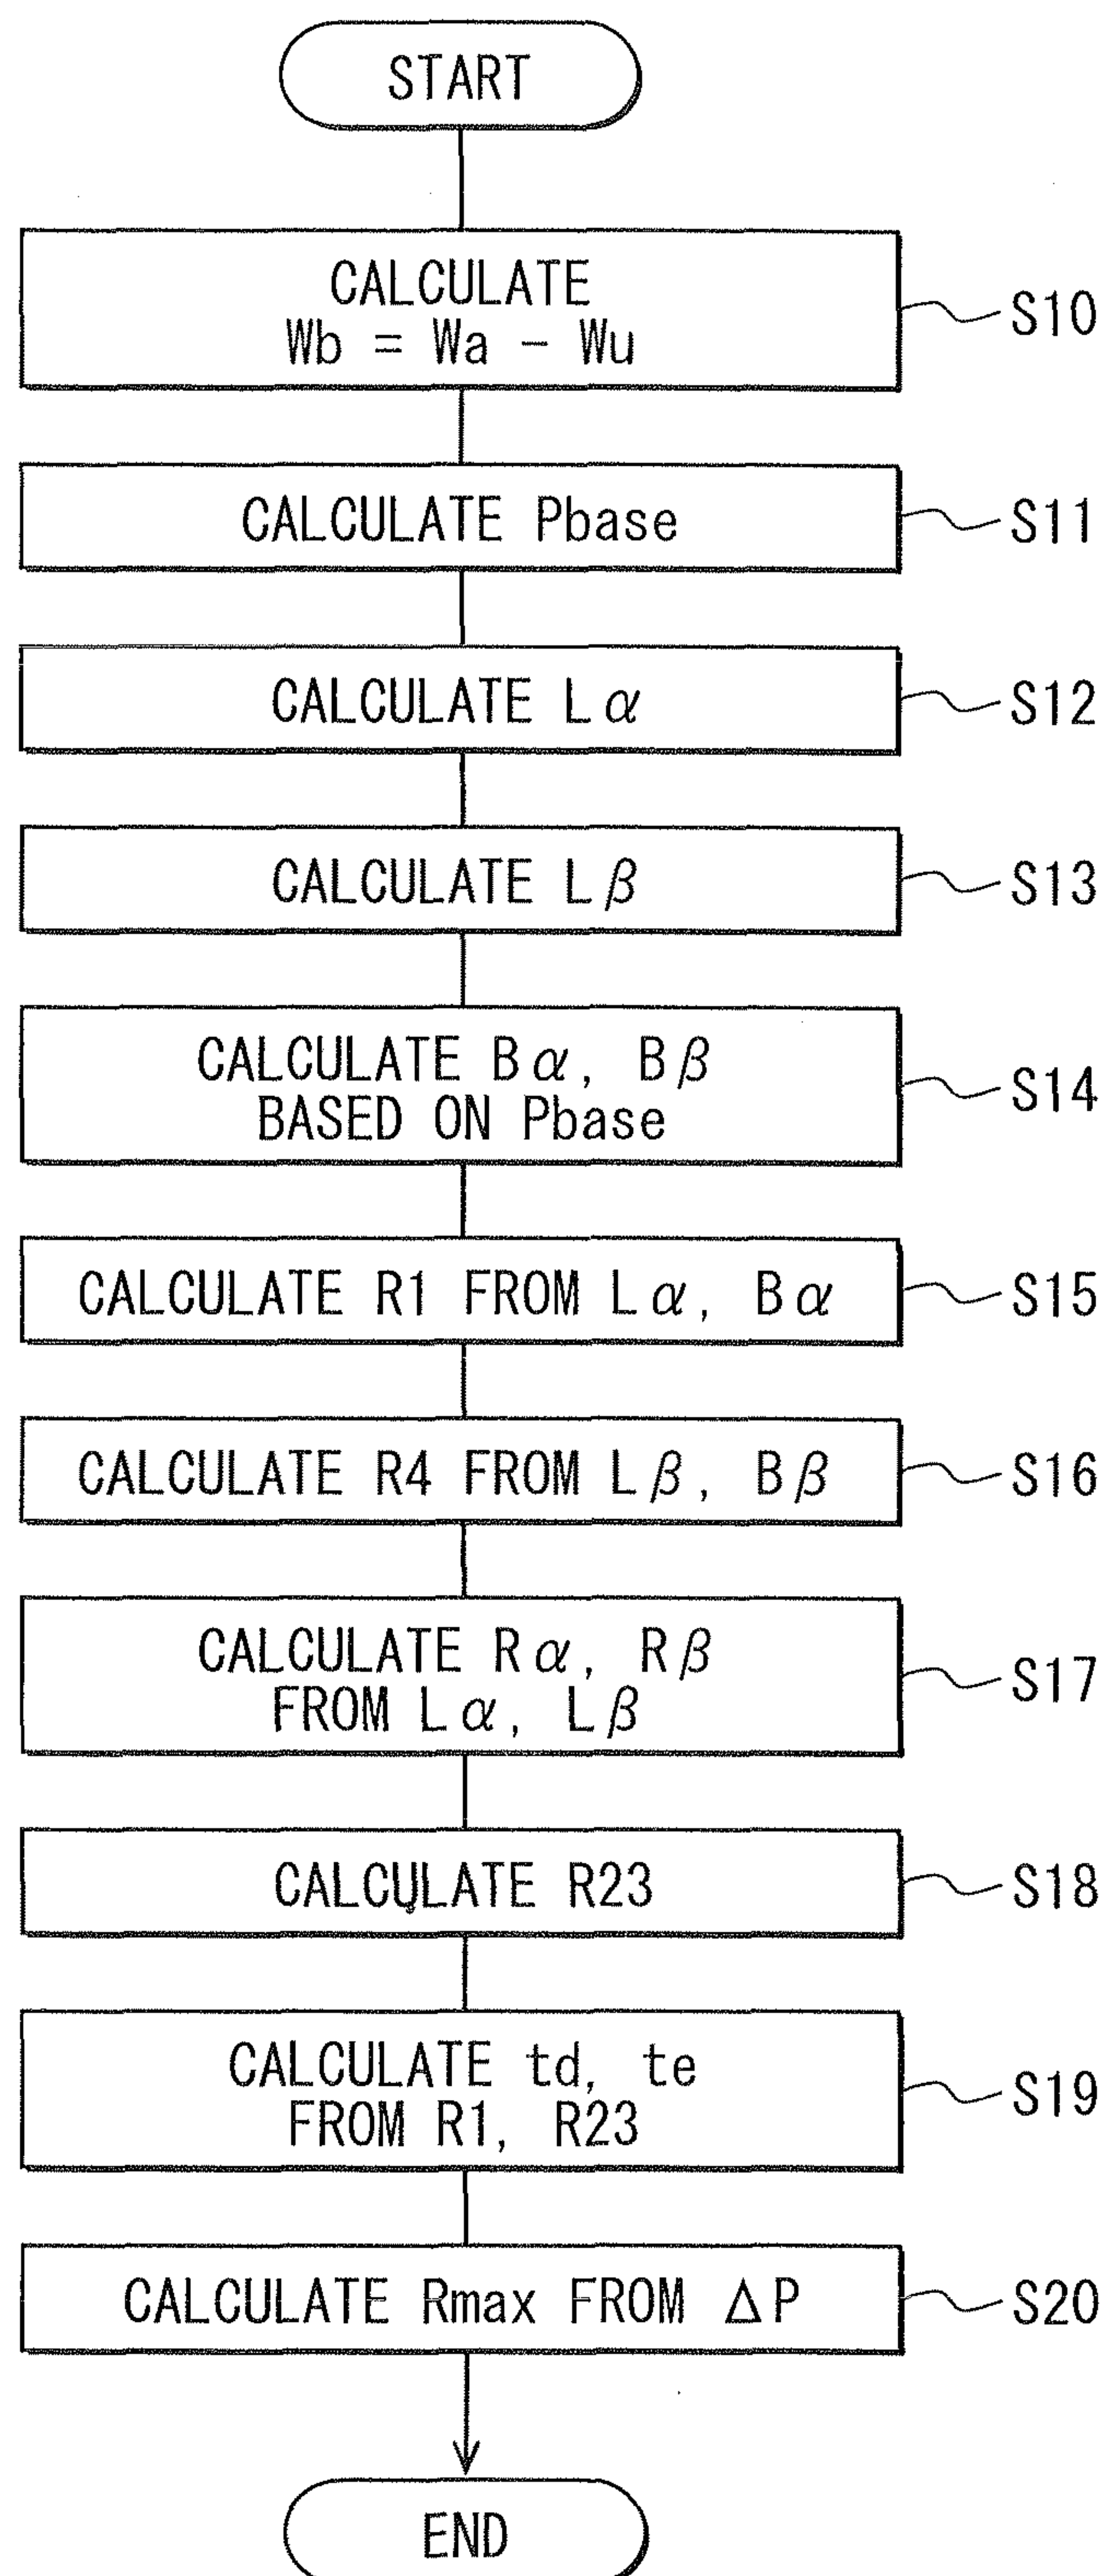 START
CALCULATE
Wb = Wa - Wu
S10
CALCULATE Pbase
S11
CALCULATE Lα
S12
CALCULATE Lβ
S13
CALCULATE Bα, Bβ
BASED ON Pbase
S14
CALCULATE R1 FROM Lα, Bα
S15
CALCULATE R4 FROM Lβ, Bβ
S16
CALCULATE Rα, Rβ
FROM Lα, Lβ
S17
CALCULATE R23
S18
CALCULATE td, te
FROM R1, R23
S19
CALCULATE Rmax FROM ΔP
S20
END